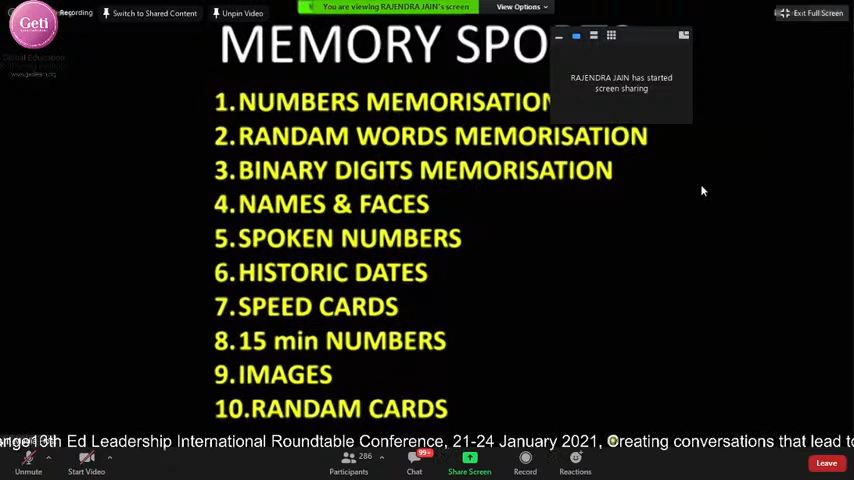 Geti
Recording
Switch to Shared Content
Unpin Video
You are viewing RAJENDRA JAIN's screen
View Options
Exit Full Screen
www.getilearn.org
MEMORY SPO
RAJENDRA JAIN has started
screen sharing
1. NUMBERS MEMORISATION
2. RANDAM WORDS MEMORISATION
3. BINARY DIGITS MEMORISATION
4. NAMES & FACES
5. SPOKEN NUMBERS
6. HISTORIC DATES
7. SPEED CARDS
8. 15 min NUMBERS
9. IMAGES
10. RANDAM CARDS
ange 13th Ed Leadership International Roundtable Conference, 21-24 January 2021, Creating conversations that lead to
Unmute
Start Video
Participants
286
Chat
99+
Share Screen
Record
Reactions
Leave